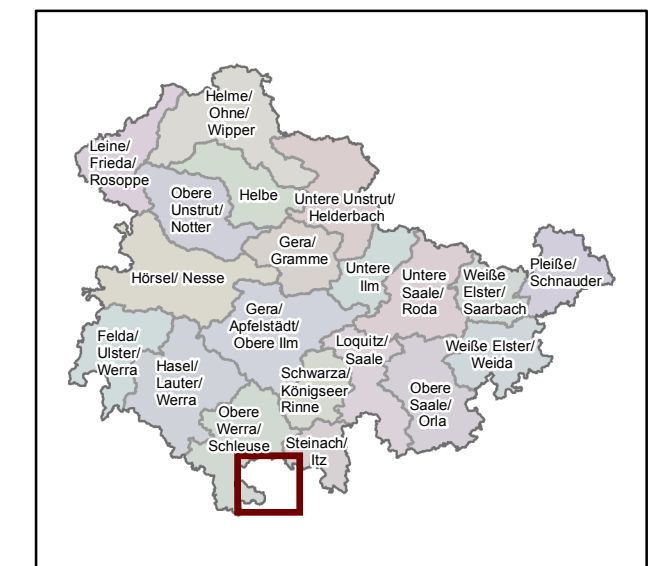 Helme/
Ohne/
Wipper
Leine/
Frieda/
Rosoppe
Obere
Unstrut/
Notter
Helbe
Untere Unstrut/
Helderbach
Gera/
Gramme
Hörsel/ Nesse
Untere
Ilm
Untere
Saale/
Roda
Weiße
Elster/
Saarbach
Pleiße/
Schnauder
Gera/
Apfelstädt/
Obere Ilm
Felda/
Ulster/
Werra
Hasel/
Lauter/
Werra
Loquitz/
Saale
Weiße Elster/
Weida
Schwarza/
Königseer
Rinne
Obere
Saale/
Orla
Obere
Werra/
Schleuse
Steinach/
Itz